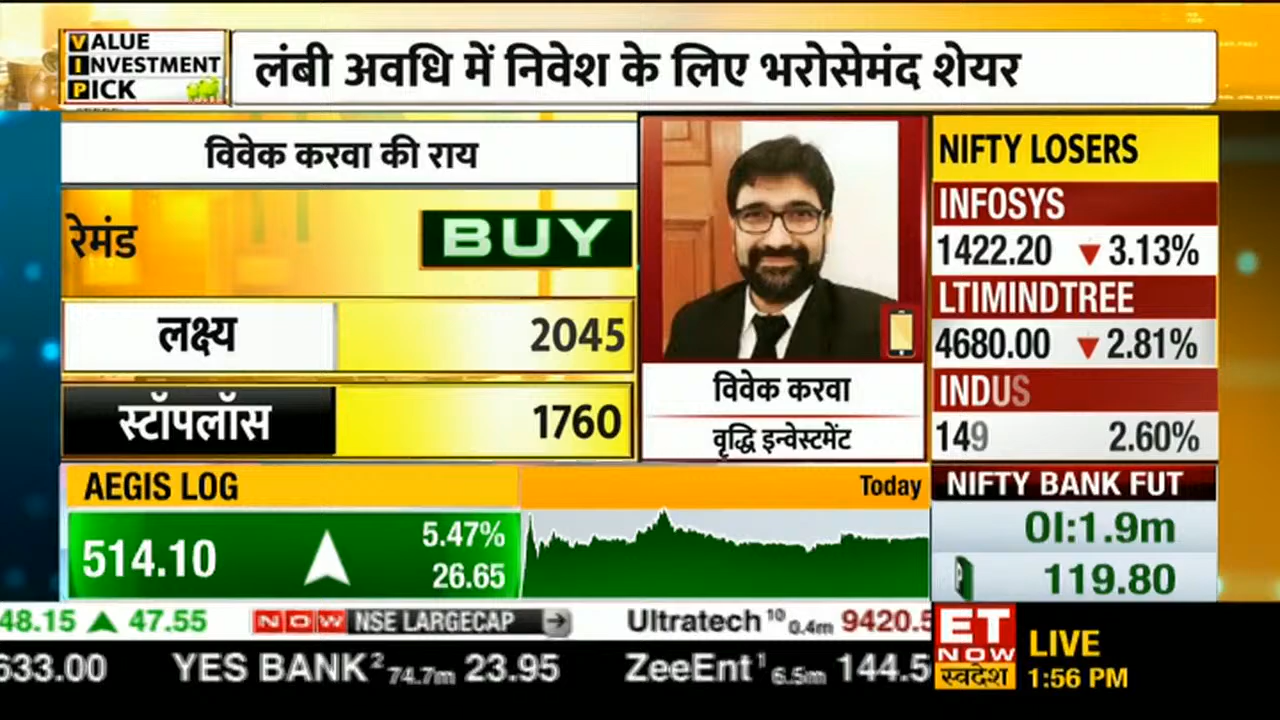 VALUE
INVESTMENT
PICK
लंबी अवधि में निवेश के लिए भरोसेमंद शेयर
विवेक करवा की राय
रेमंड BUY
लक्ष्य 2045
स्टॉपलॉस 1760
विवेक करवा
वृद्धि इन्वेस्टमेंट
NIFTY LOSERS
INFOSYS
1422.20 ▼ 3.13%
LTIMINDTREE
4680.00 ▼ 2.81%
INDUS
149 2.60%
AEGIS LOG Today
514.10 ▲ 5.47%
26.65
NIFTY BANK FUT
OI:1.9m
119.80
48.15 ▲ 47.55 NOW NSE LARGECAP → Ultratech 10 0.4m 9420.5
633.00 YES BANK 2 74.7m 23.95 ZeeEnt 1 6.5m 144.5
ET
NOW
स्वदेश
LIVE
1:56 PM